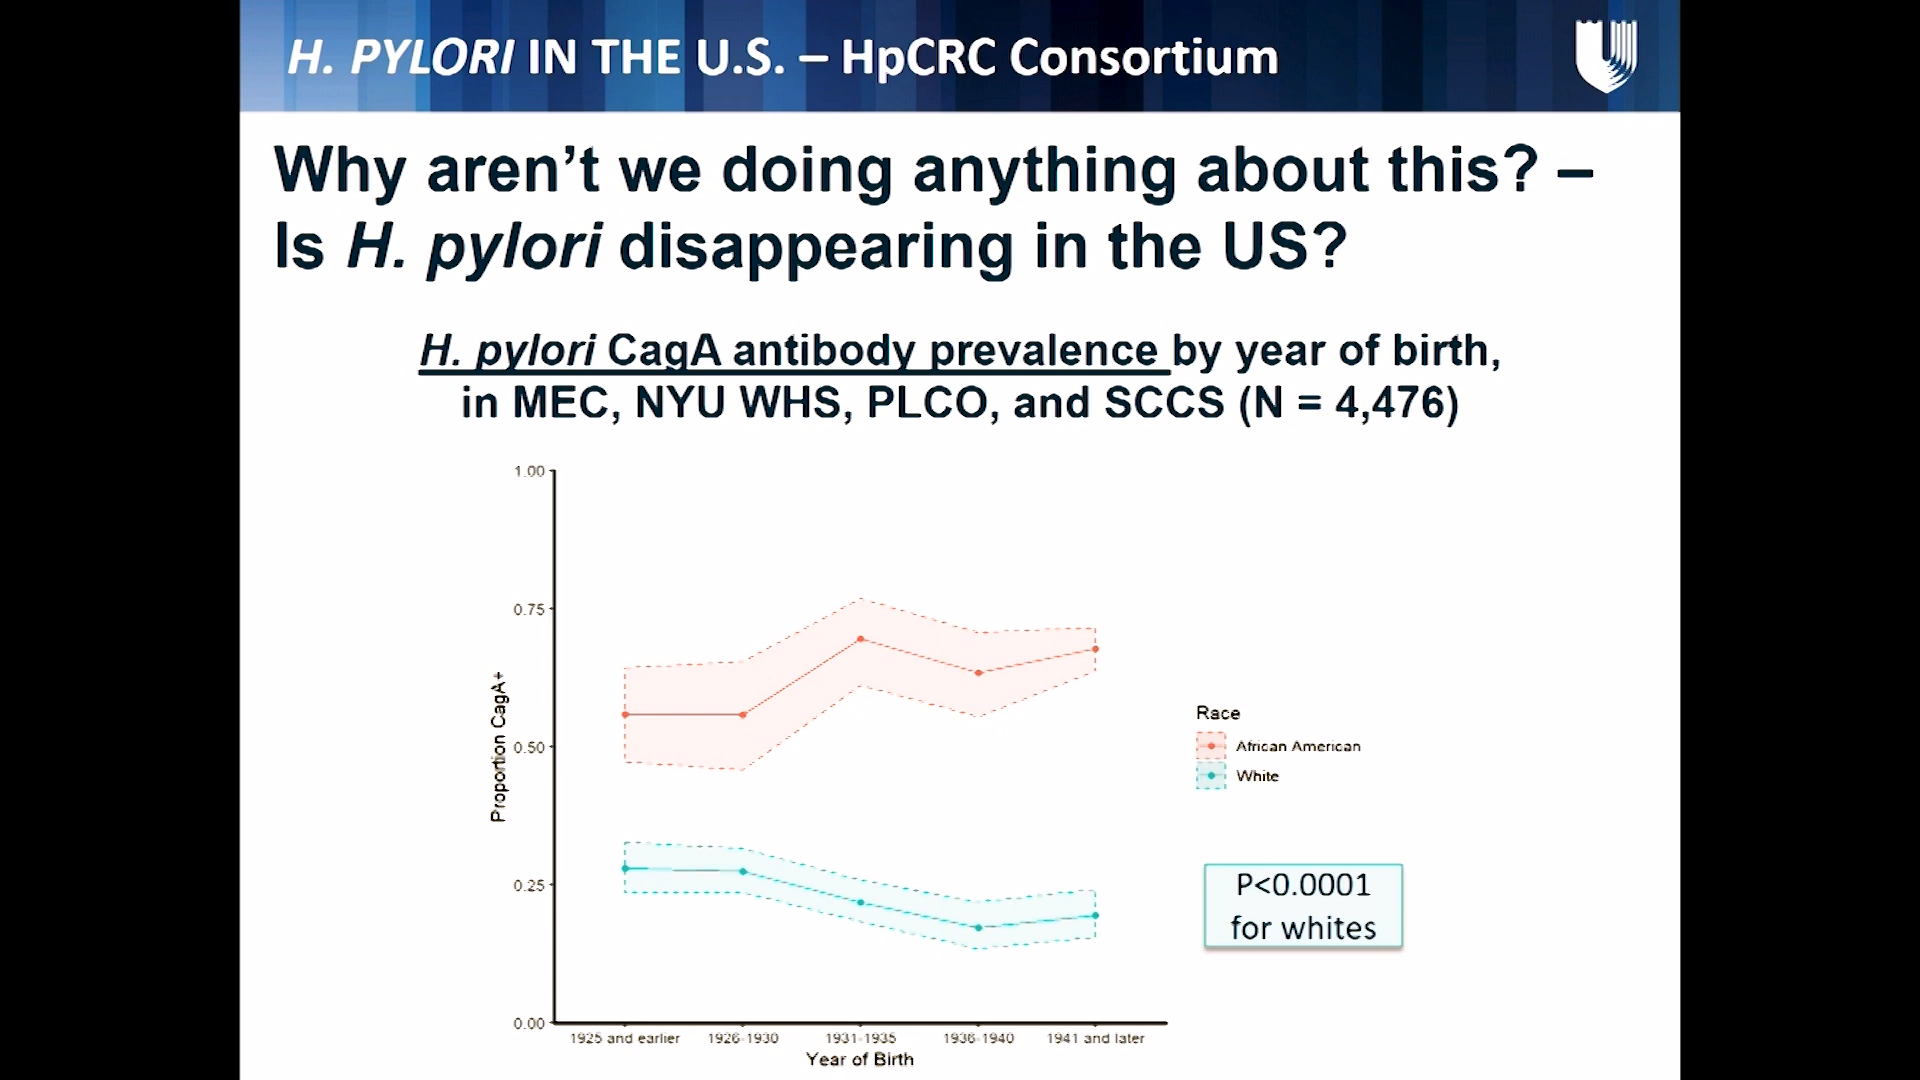 H. PYLORI IN THE U.S. – HpCRC Consortium
Why aren’t we doing anything about this? –
Is H. pylori disappearing in the US?
H. pylori CagA antibody prevalence by year of birth,
in MEC, NYU WHS, PLCO, and SCCS (N = 4,476)
1.00
0.75
0.50
0.25
0.00
Proportion CagA+
1925 and earlier 1926-1930 1931-1935 1936-1940 1941 and later
Year of Birth
Race
African American
White
P<0.0001
for whites